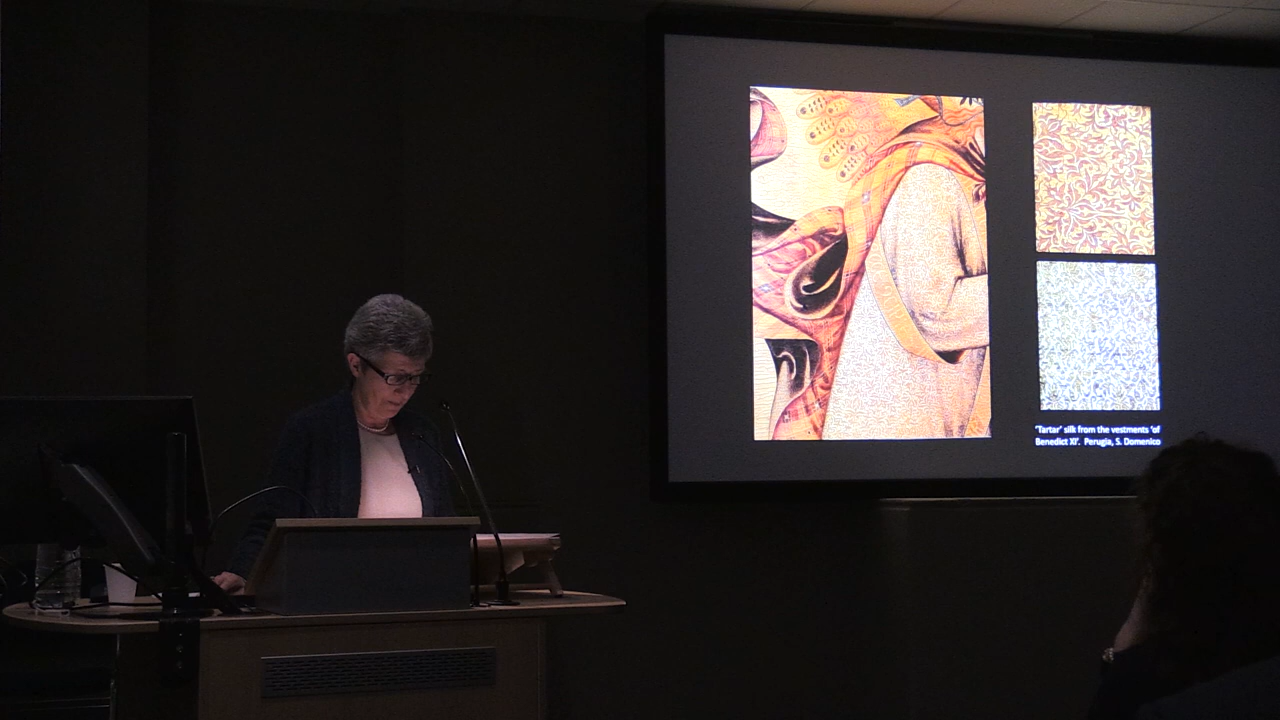 'Tartar' silk from the vestments 'of
Benedict XI'. Perugia, S. Domenico